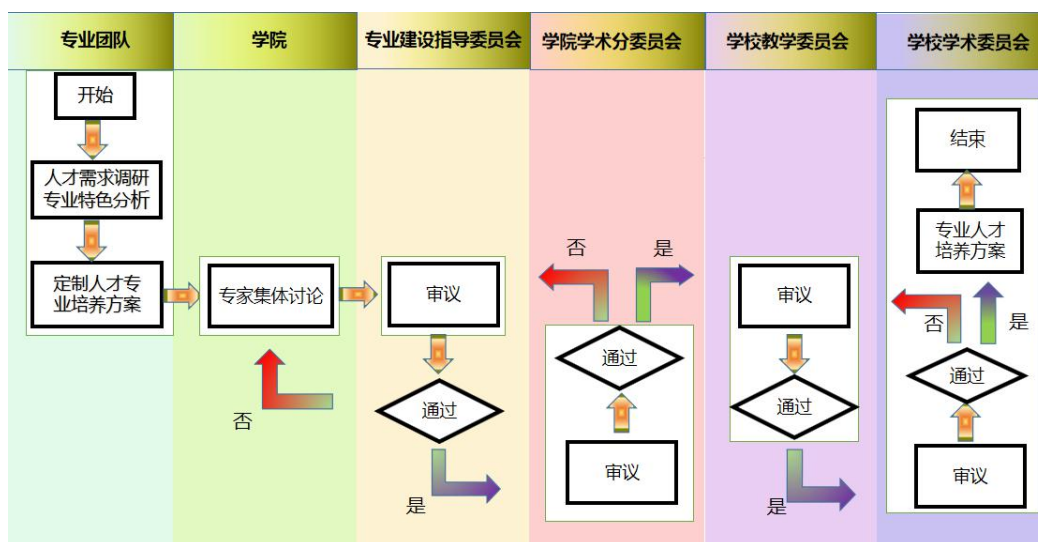 专业团队
学院
专业建设指导委员会
学院学术分委员会
学校教学委员会
学校学术委员会
开始
人才需求调研
专业特色分析
定制人才专
业培养方案
专家集体讨论
否
审议
通过
是
否
是
通过
审议
审议
通过
是
结束
专业人才
培养方案
否
是
通过
审议